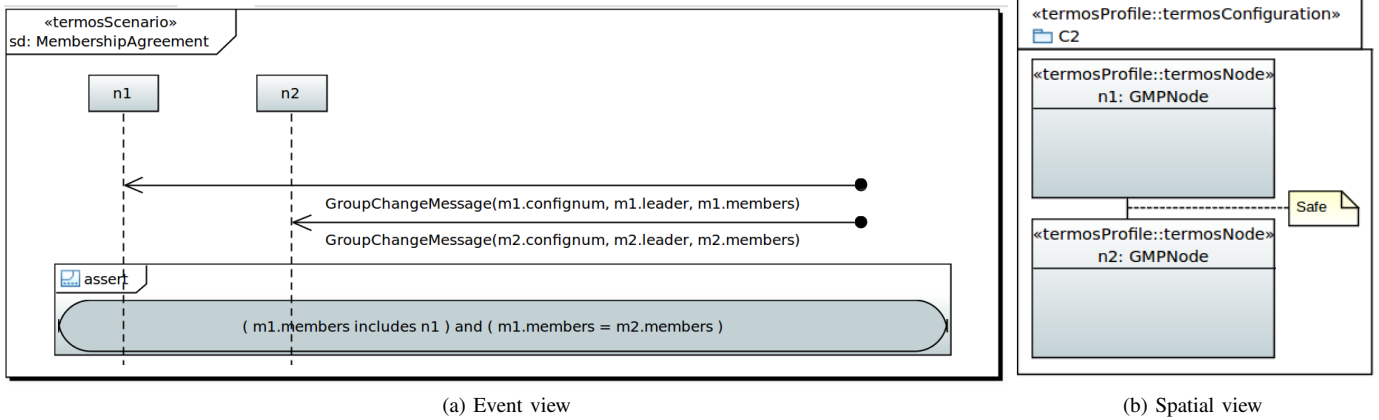 «termosScenario»
sd: MembershipAgreement
n1
n2
GroupChangeMessage(m1.confignum, m1.leader, m1.members)
GroupChangeMessage(m2.confignum, m2.leader, m2.members)
assert
( m1.members includes n1 ) and ( m1.members = m2.members )
(a) Event view
«termosProfile::termosConfiguration»
C2
«termosProfile::termosNode»
n1: GMPNode
Safe
«termosProfile::termosNode»
n2: GMPNode
(b) Spatial view